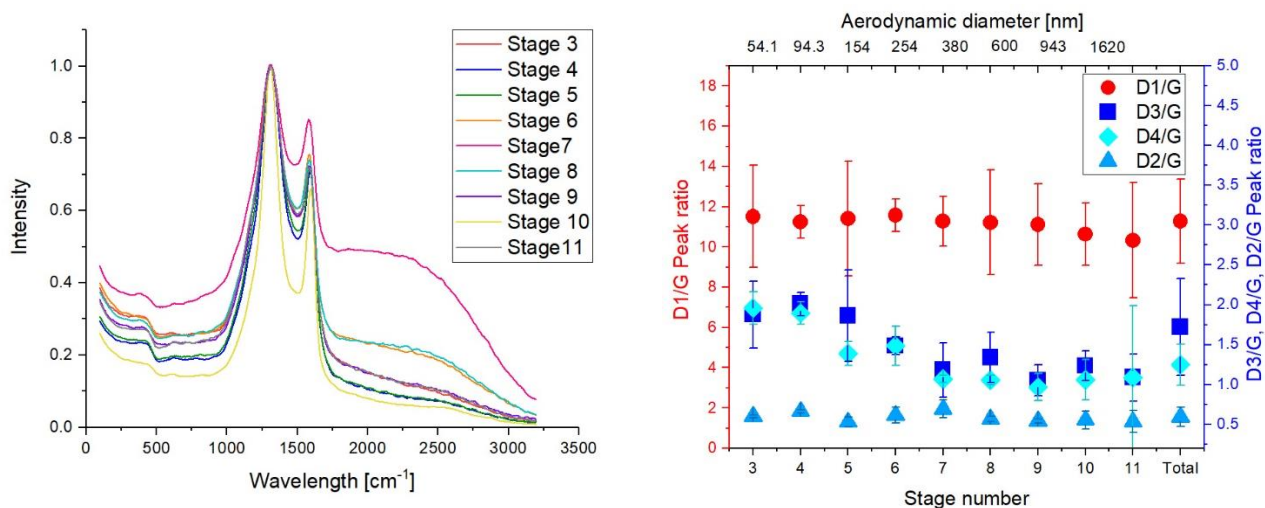 Stage 3
Stage 4
Stage 5
Stage 6
Stage7
Stage 8
Stage 9
Stage 10
Stage11
1.0
0.8
0.6
0.4
0.2
0.0
Intensity
0 500 1000 1500 2000 2500 3000 3500
Wavelength [cm-1]
Aerodynamic diameter [nm]
54.1 94.3 154 254 380 600 943 1620
D1/G
D3/G
D4/G
D2/G
18
16
14
12
10
8
6
4
2
0
D1/G Peak ratio
5.0
4.5
4.0
3.5
3.0
2.5
2.0
1.5
1.0
0.5
D3/G, D4/G, D2/G Peak ratio
3 4 5 6 7 8 9 10 11 Total
Stage number